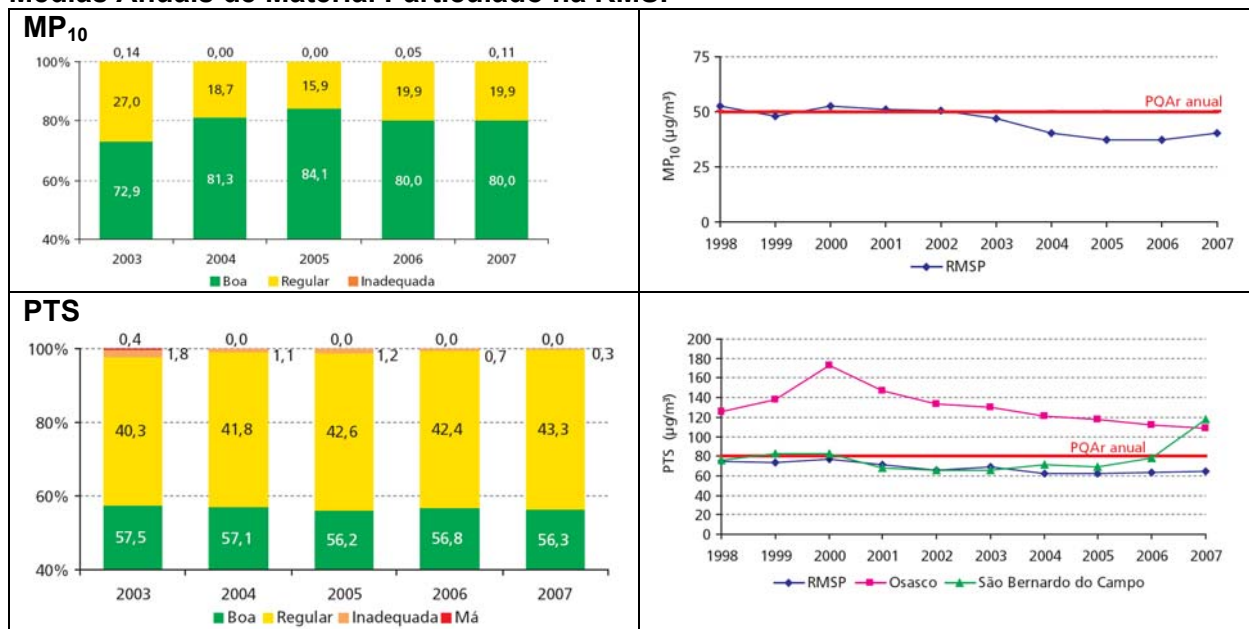 Médias Anuais de Material Particulado na RMSP
MP10
0,14 0,00 0,00 0,05 0,11
100%
27,0 18,7 15,9 19,9 19,9
80%
72,9 81,3 84,1 80,0 80,0
60%
40%
2003 2004 2005 2006 2007
Boa Regular Inadequada
75
PQAr anual
50
25
0
MP10 (µg/m³)
1998 1999 2000 2001 2002 2003 2004 2005 2006 2007
RMSP
PTS
0,4 0,0 0,0 0,0 0,0
100%
1,8 1,1 1,2 0,7 0,3
40,3 41,8 42,6 42,4 43,3
80%
60%
57,5 57,1 56,2 56,8 56,3
40%
2003 2004 2005 2006 2007
Boa Regular Inadequada Má
200
180
160
140
120
100
PQAr anual
80
60
40
20
0
PTS (µg/m³)
1998 1999 2000 2001 2002 2003 2004 2005 2006 2007
RMSP Osasco São Bernardo do Campo